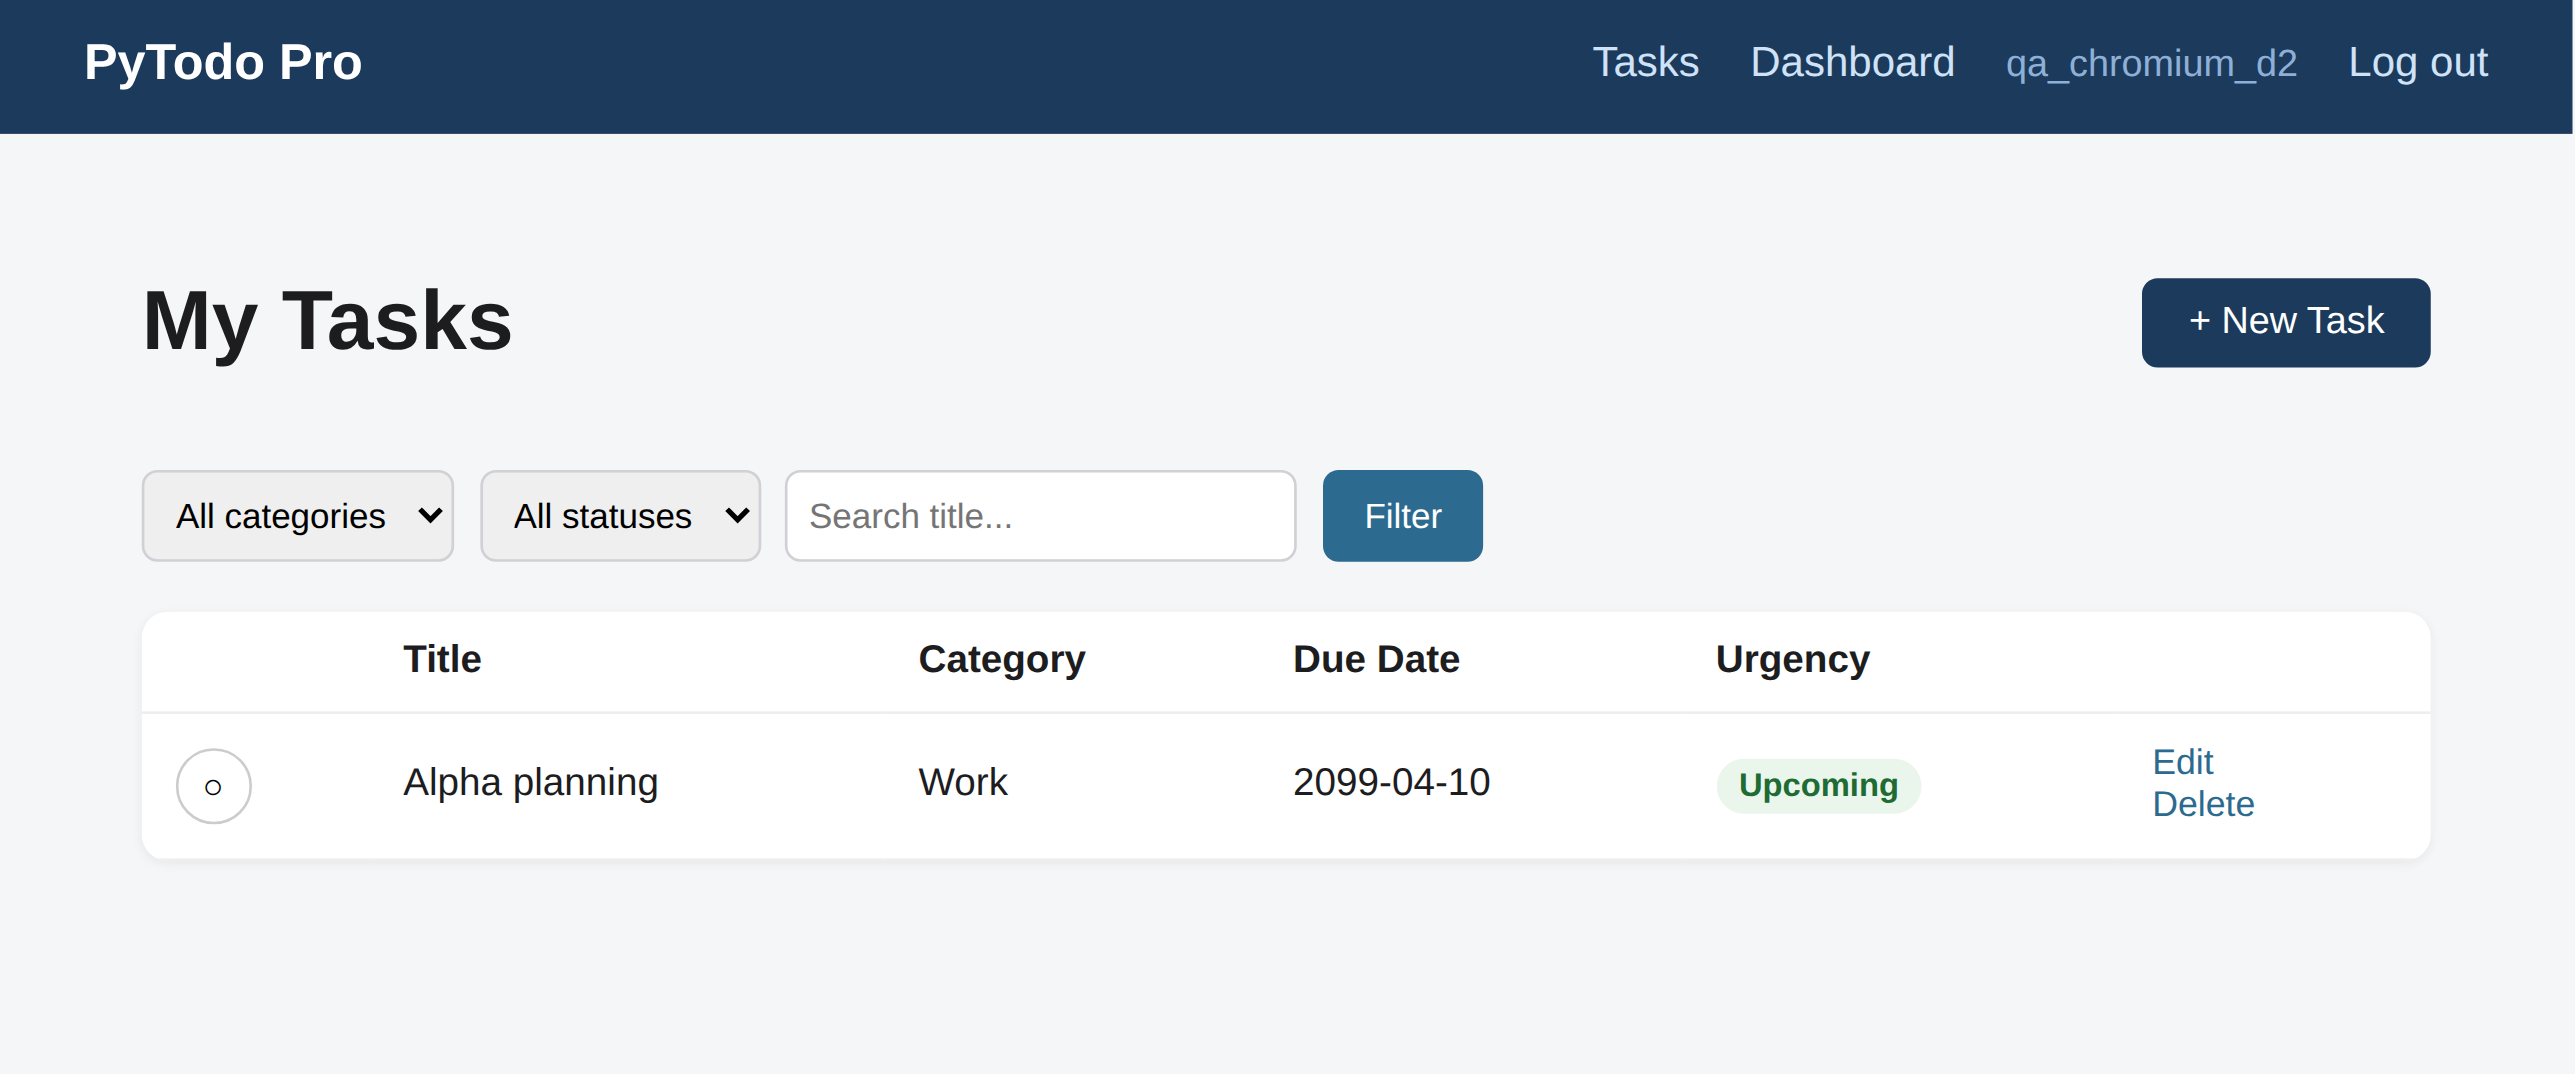 PyTodo Pro Tasks Dashboard qa_chromium_d2 Log out
My Tasks + New Task
All categories All statuses Search title... Filter
Title Category Due Date Urgency
Alpha planning Work 2099-04-10 Upcoming Edit
Delete